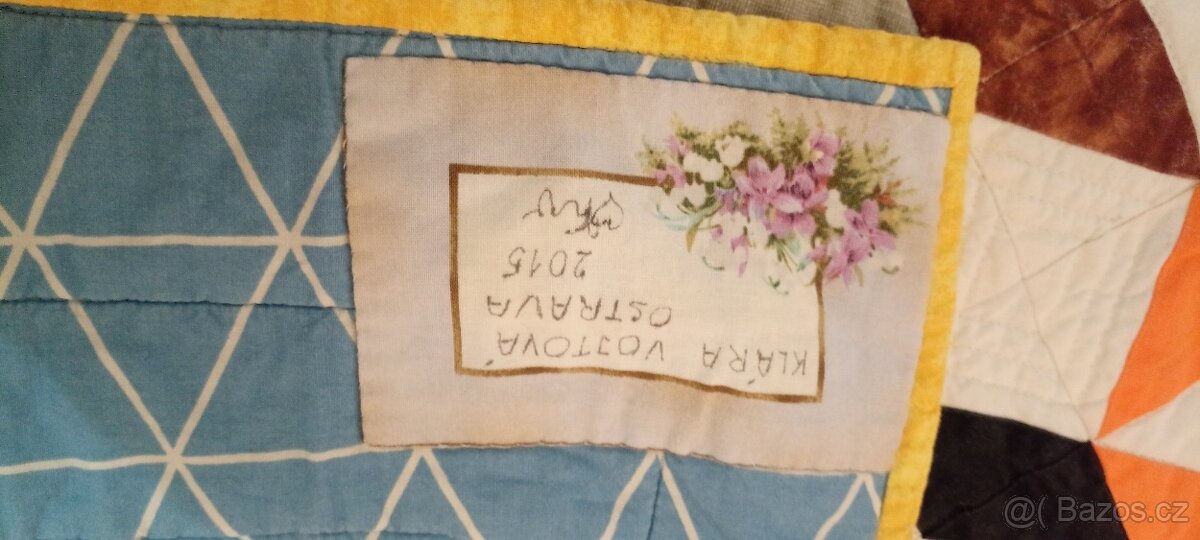 KLÁRA VOJTOVÁ
OSTRAVA
2015
@( Bazos.cz